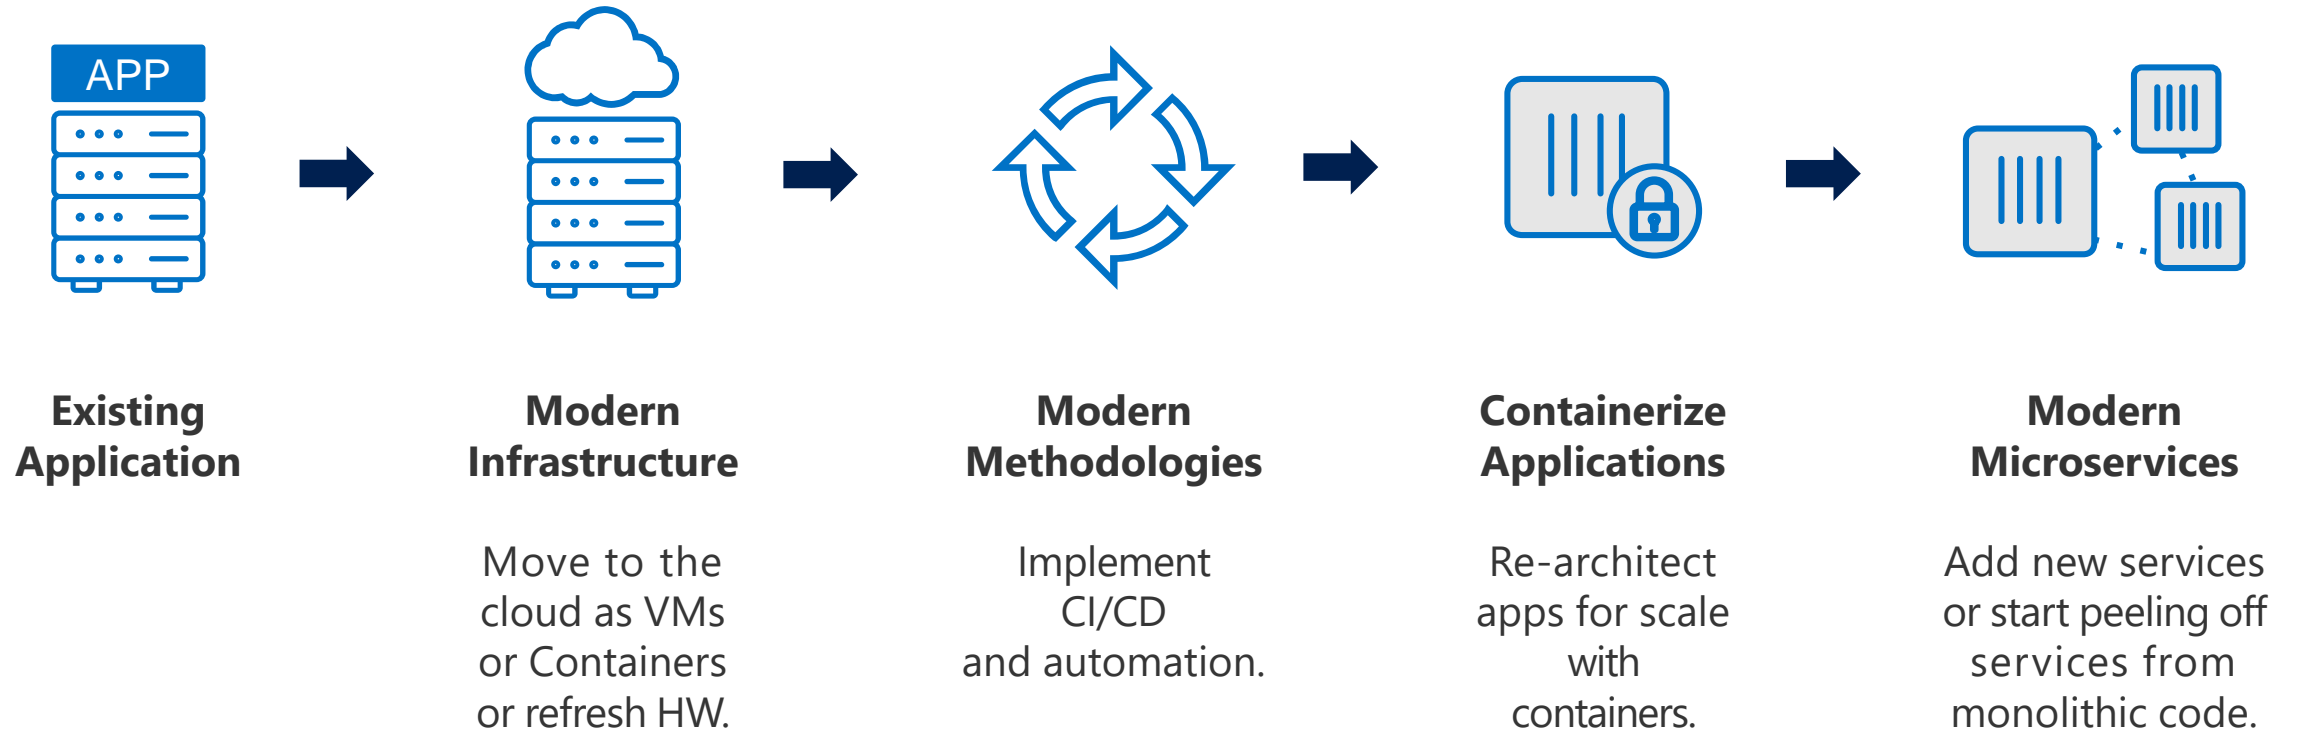 APP
Existing
Application
Modern
Infrastructure
Move to the
cloud as VMs
or Containers
or refresh HW.
Modern
Methodologies
Implement
CI/CD
and automation.
Containerize
Applications
Re-architect
apps for scale
with
containers.
Modern
Microservices
Add new services
or start peeling off
services from
monolithic code.